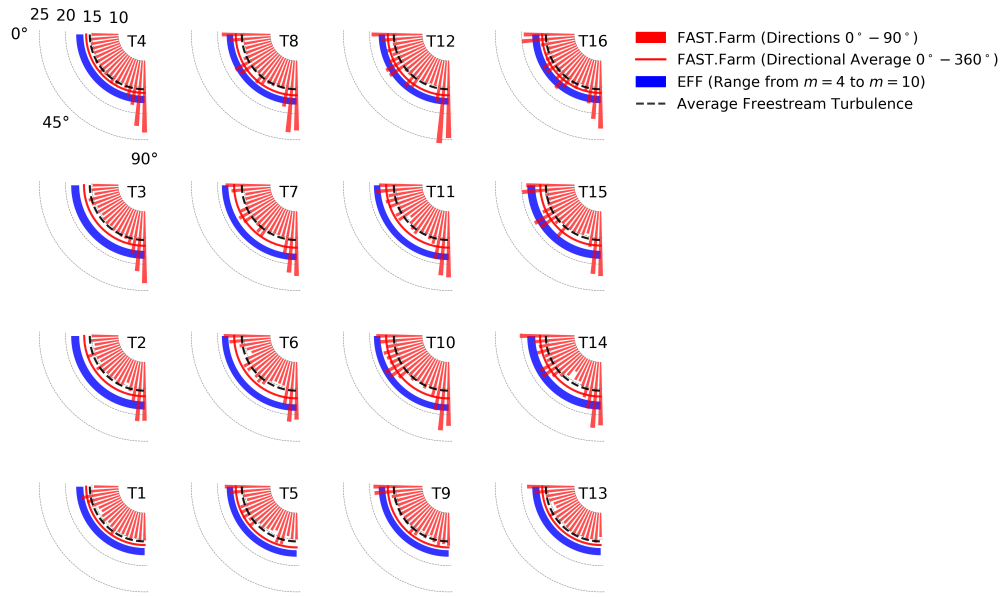 25 20 15 10
0°
T4 T8 T12 T16
FAST.Farm (Directions 0° − 90°)
FAST.Farm (Directional Average 0° − 360°)
EFF (Range from m = 4 to m = 10)
Average Freestream Turbulence
45°
90°
T3 T7 T11 T15
T2 T6 T10 T14
T1 T5 T9 T13